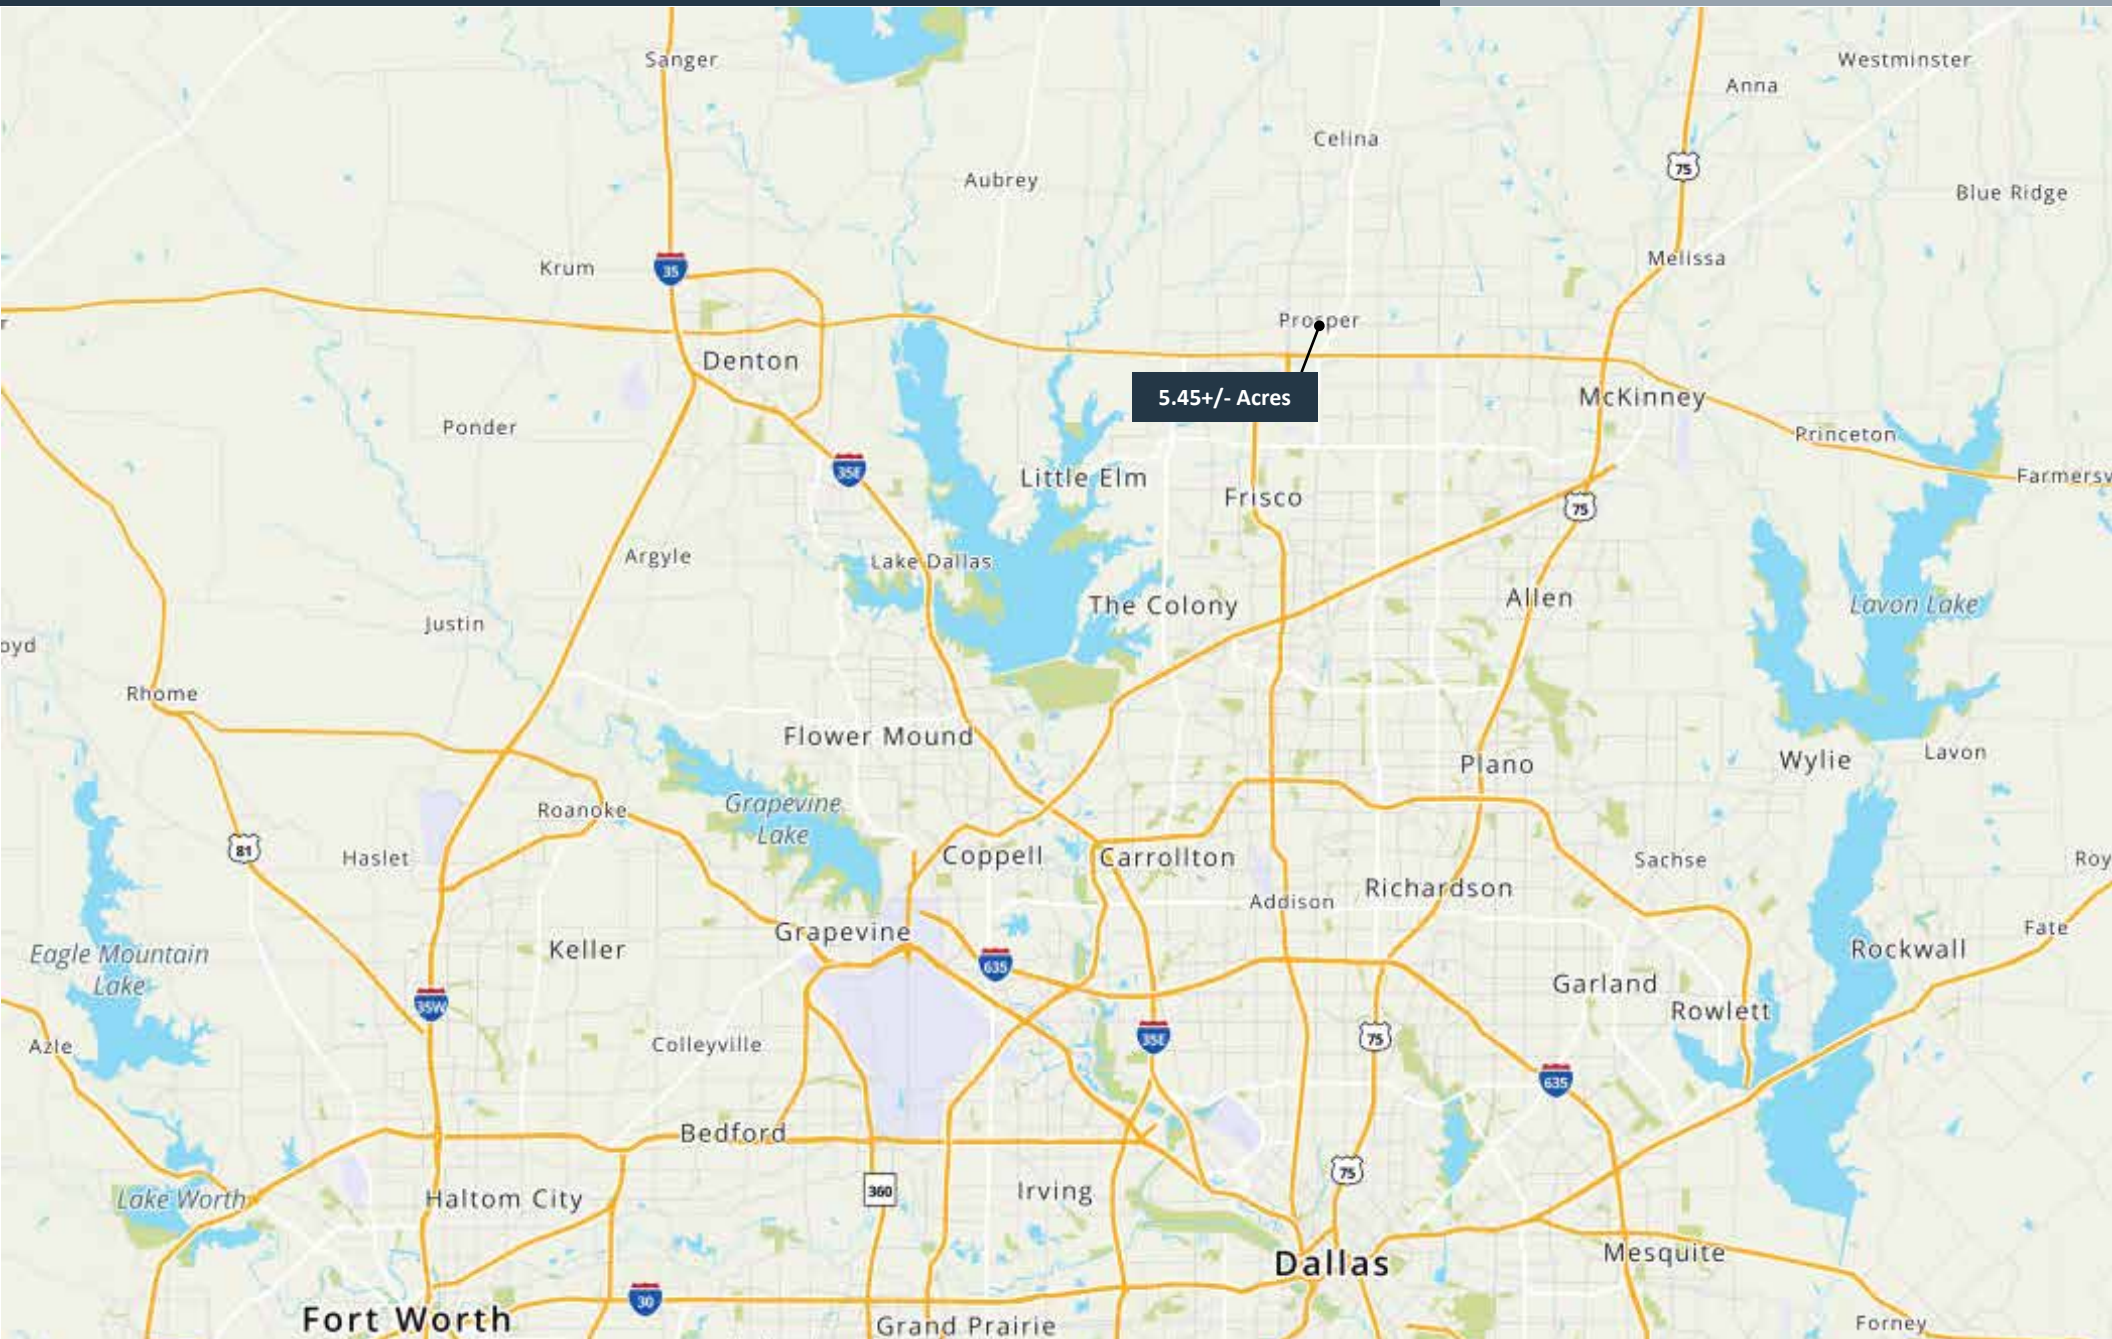 Sanger
Westminster
Anna
Celina
75
Aubrey
Blue Ridge
Melissa
Krum
35
Prosper
Denton
5.45+/- Acres
McKinney
Ponder
Princeton
35E
Little Elm
Farmersv
Frisco
75
Argyle
Lake Dallas
Allen
The Colony
Lavon Lake
Justin
oyd
Rhome
Flower Mound
Lavon
Plano
Wylie
Grapevine
Lake
Roanoke
81
Haslet
Coppell
Carrollton
Sachse
Roy
Richardson
Addison
Fate
Grapevine
Keller
Rockwall
Eagle Mountain
Lake
635
Garland
35W
Rowlett
Azle
Colleyville
35E
75
635
Bedford
75
360
Irving
Lake Worth
Haltom City
Mesquite
Dallas
30
Fort Worth
Grand Prairie
Forney